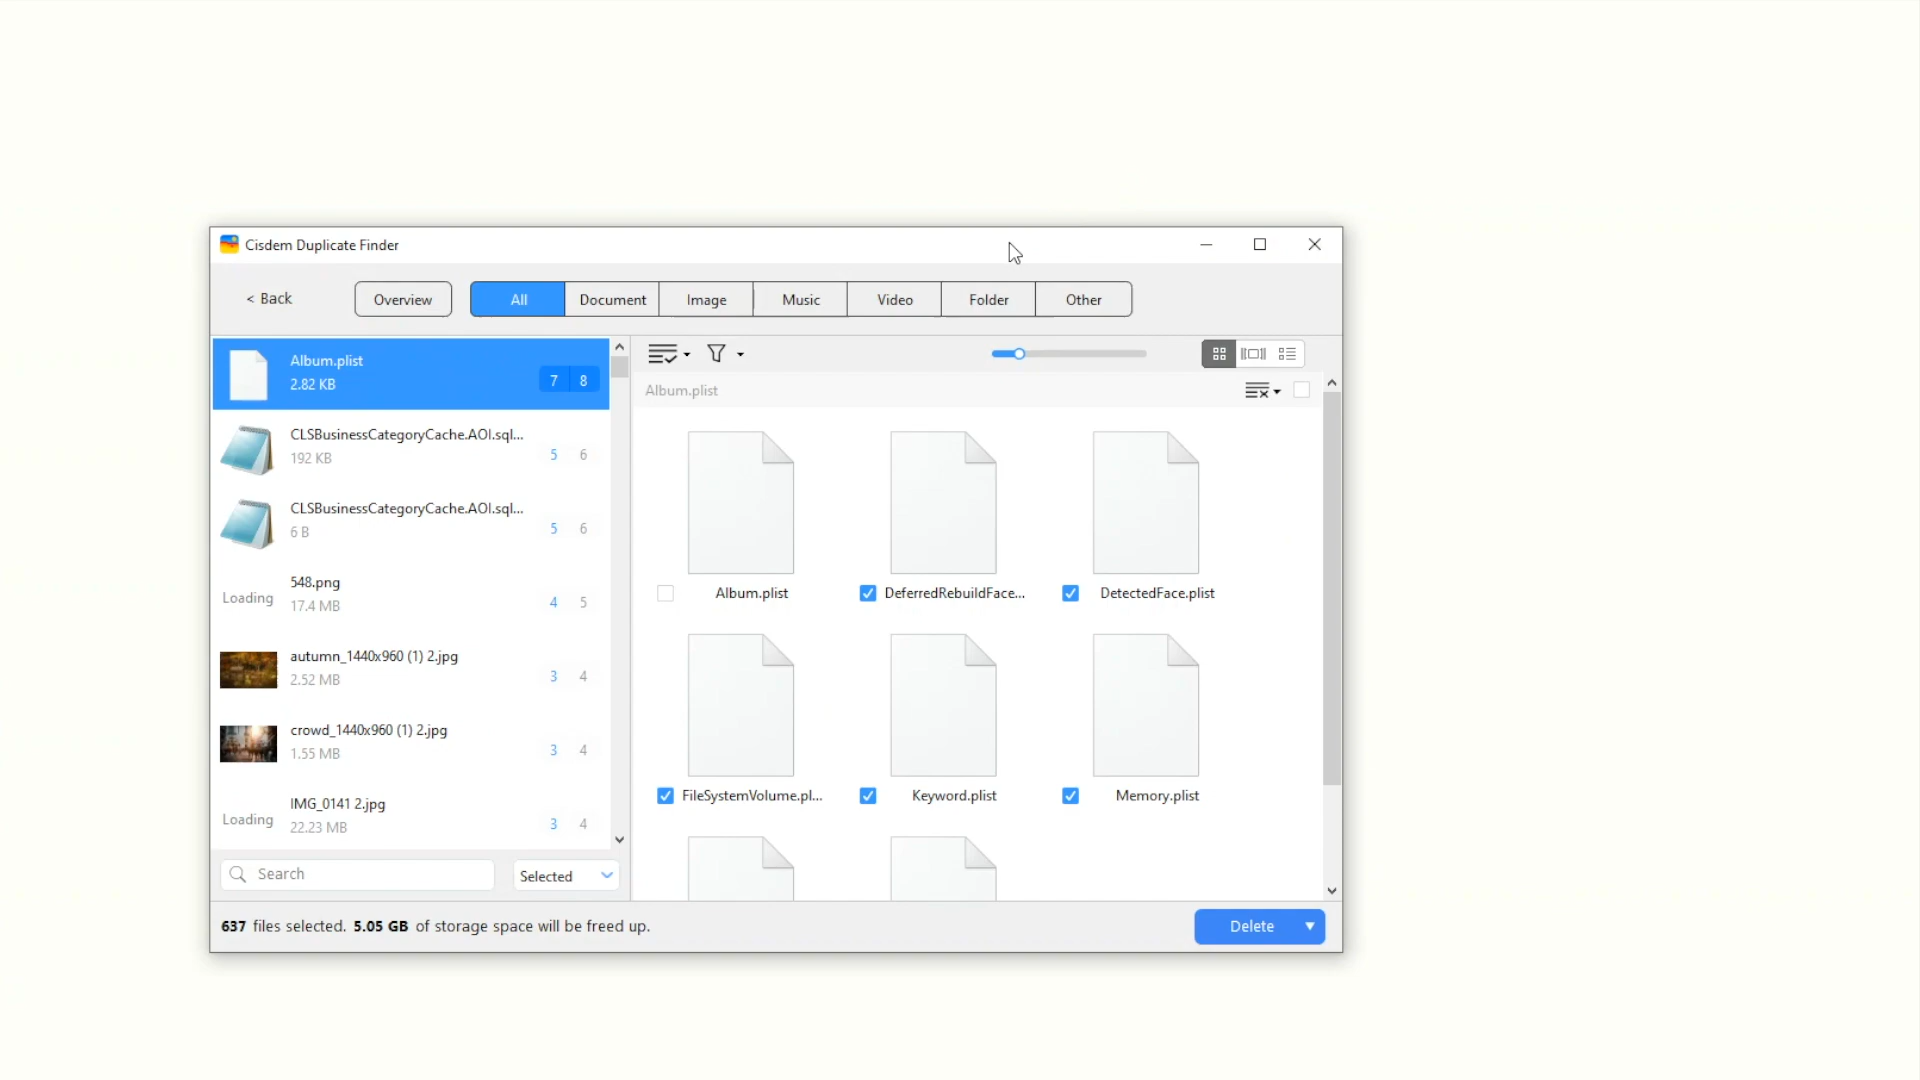 Cisdem Duplicate Finder
< Back
Overview
All
Document
Image
Music
Video
Folder
Other
Album.plist
2.82 KB
7 8
CLSBusinessCategoryCache.AOI.sql...
192 KB
5 6
CLSBusinessCategoryCache.AOI.sql...
6 B
5 6
Loading
548.png
17.4 MB
4 5
autumn_1440x960 (1) 2.jpg
2.52 MB
3 4
crowd_1440x960 (1) 2.jpg
1.55 MB
3 4
Loading
IMG_0141 2.jpg
22.23 MB
3 4
Search
Selected
Album.plist
Album.plist
DeferredRebuildFace...
DetectedFace.plist
FileSystemVolume.pl...
Keyword.plist
Memory.plist
637 files selected. 5.05 GB of storage space will be freed up.
Delete